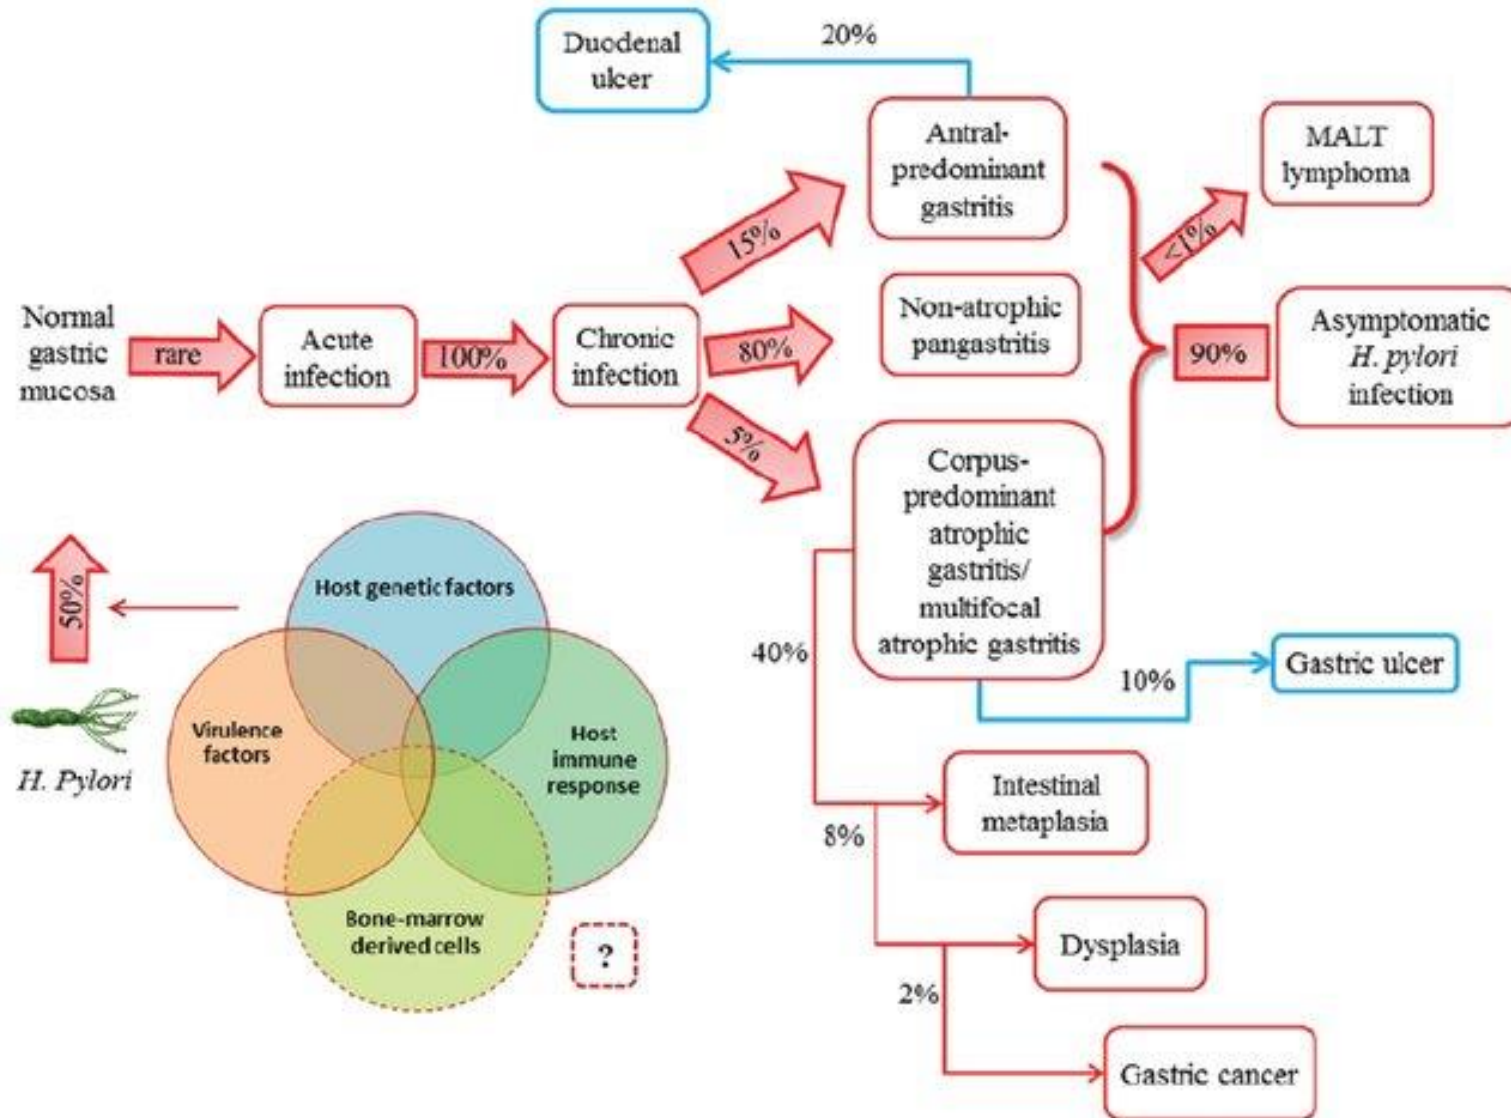 Duodenal
ulcer
20%
Antral-
predominant
gastritis
MALT
lymphoma
<1%
15%
Normal
gastric
mucosa
rare
Acute
infection
100%
Chronic
infection
80%
Non-atrophic
pangastritis
90%
Asymptomatic
H. pylori
infection
5%
Corpus-
predominant
atrophic
gastritis/
multifocal
atrophic gastritis
40%
10%
Gastric ulcer
Intestinal
metaplasia
8%
Dysplasia
2%
Gastric cancer
50%
H. Pylori
Host genetic factors
Virulence
factors
Host
immune
response
Bone-marrow
derived cells
?